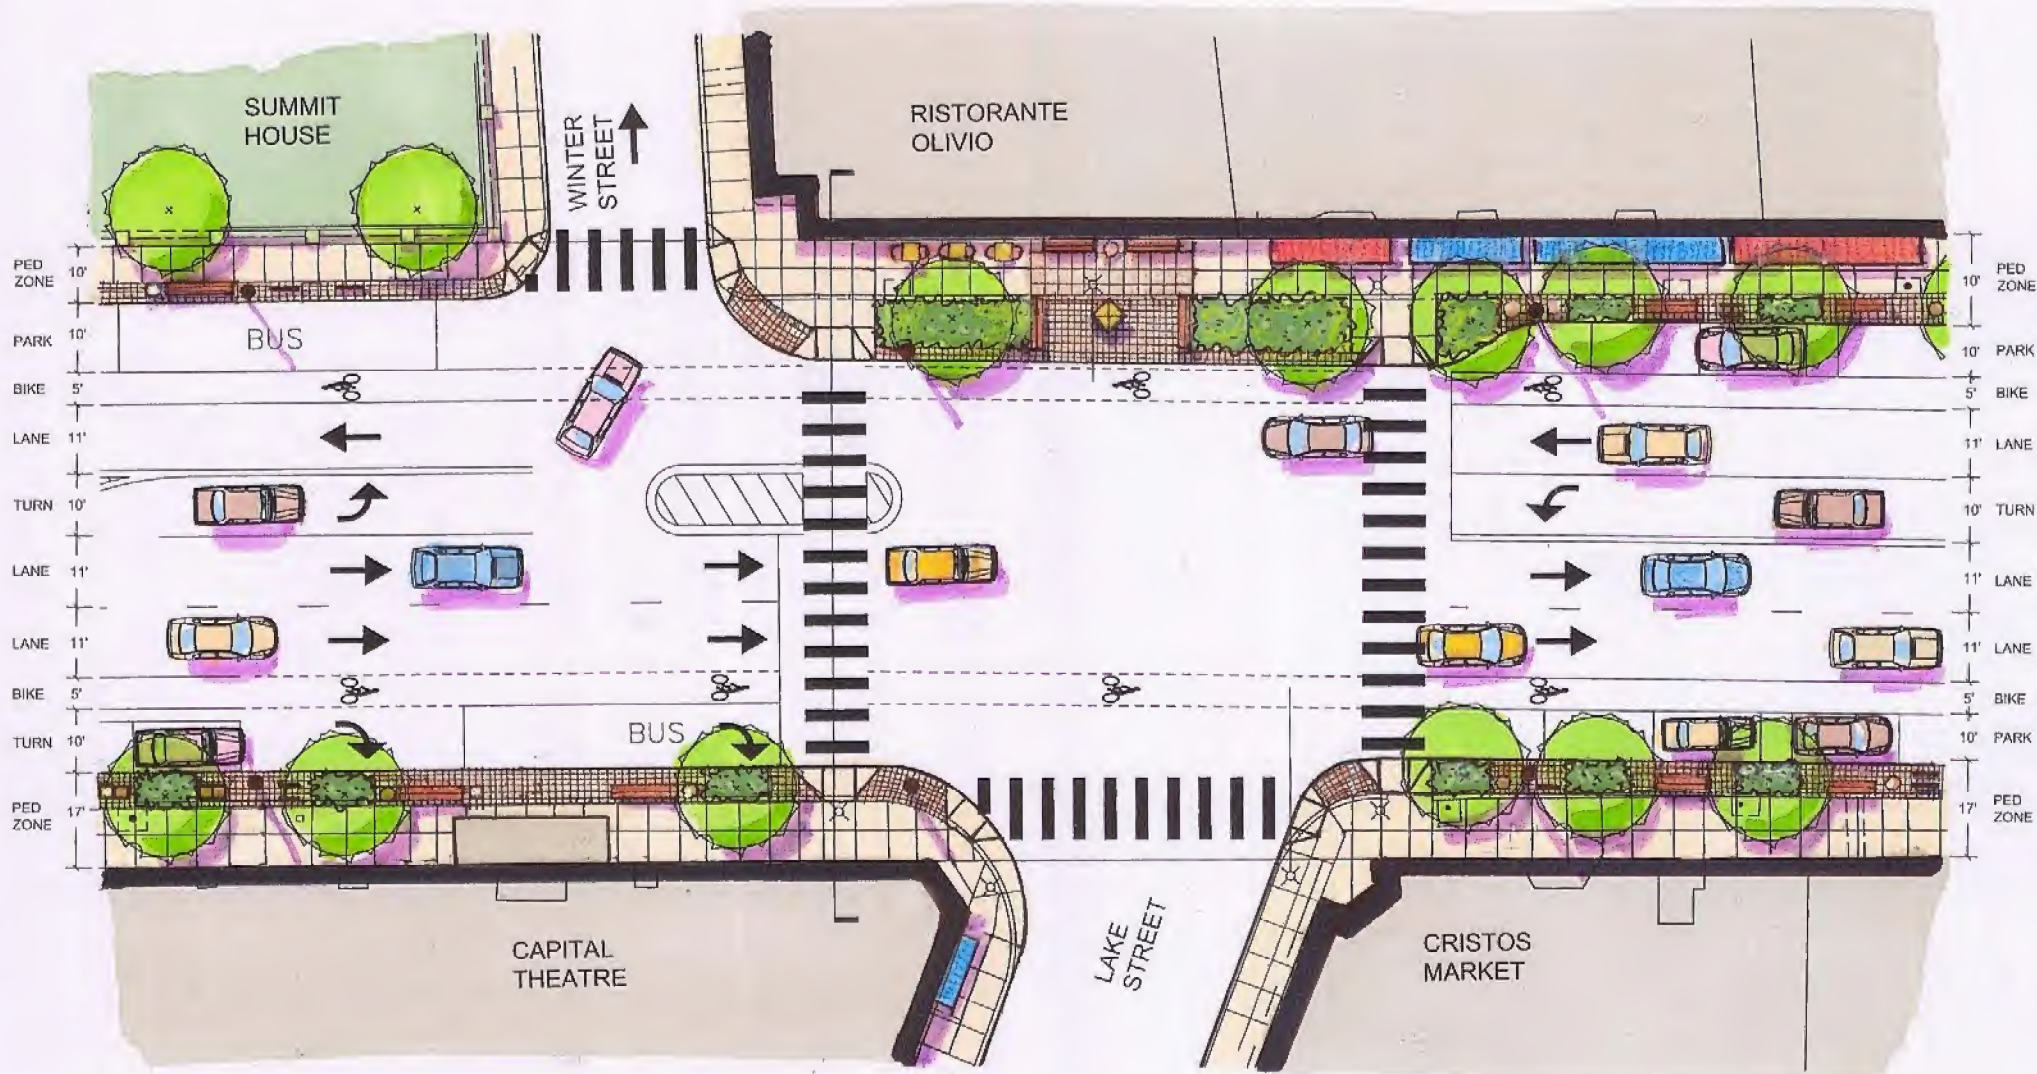 SUMMIT
HOUSE
WINTER
STREET
RISTORANTE
OLIVIO
PED
ZONE
10'
PARK
10'
BIKE
5'
LANE
11'
TURN
10'
LANE
11'
LANE
11'
BIKE
5'
TURN
10'
PED
ZONE
17'
BUS
BUS
10'
PED
ZONE
10'
PARK
5'
BIKE
11'
LANE
10'
TURN
11'
LANE
11'
LANE
5'
BIKE
10'
PARK
17'
PED
ZONE
CAPITAL
THEATRE
LAKE
STREET
CRISTOS
MARKET